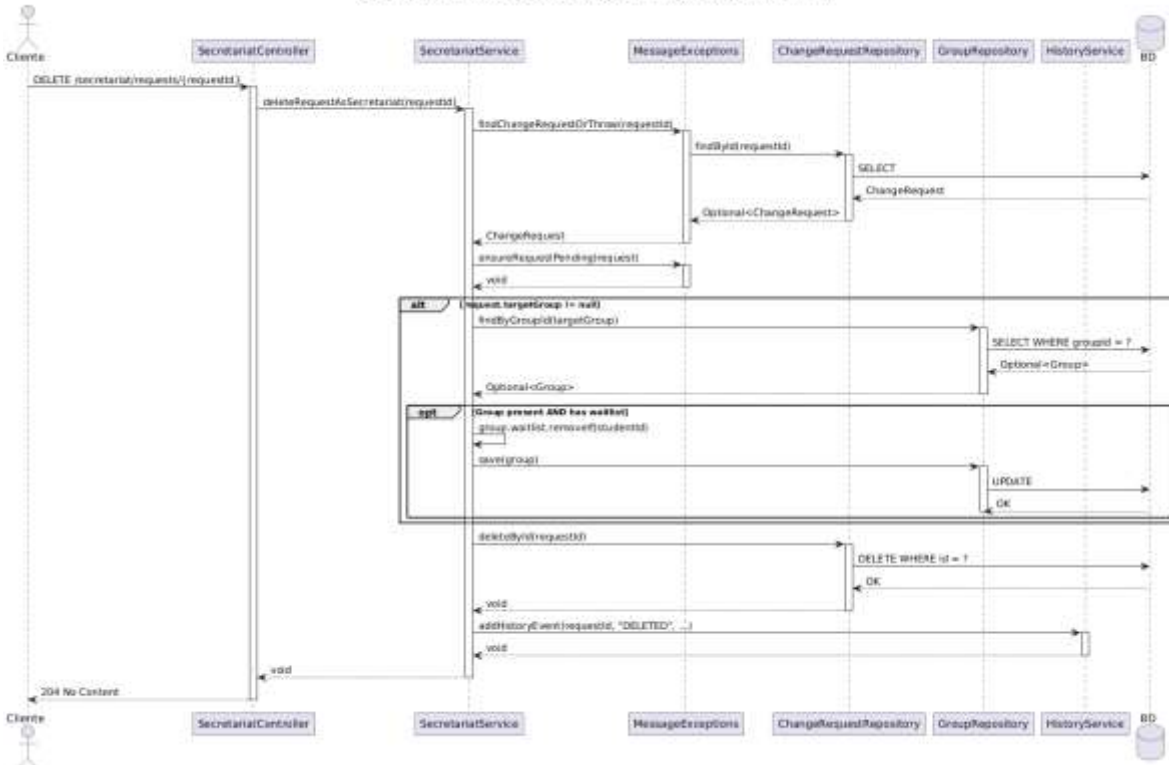 Cliente
SecretariatController
SecretariatService
MessageExceptions
ChangeRequestRepository
GroupRepository
HistoryService
BD
DELETE /secretariat/requests/{requestId}
deleteRequestAsSecretariat(requestId)
findChangeRequestOrThrow(requestId)
findById(requestId)
SELECT
ChangeRequest
Optional<ChangeRequest>
ChangeRequest
ensureRequestPending(request)
void
alt
[request.targetGroup != null]
findByGroupId(targetGroup)
SELECT WHERE groupId = ?
Optional<Group>
Optional<Group>
opt
[Group present AND has waitlist]
group.waitlist.removeIf(studentId)
save(group)
UPDATE
OK
deleteById(requestId)
DELETE WHERE id = ?
OK
void
addHistoryEvent(requestId, "DELETED", ...)
void
void
204 No Content
Cliente
SecretariatController
SecretariatService
MessageExceptions
ChangeRequestRepository
GroupRepository
HistoryService
BD